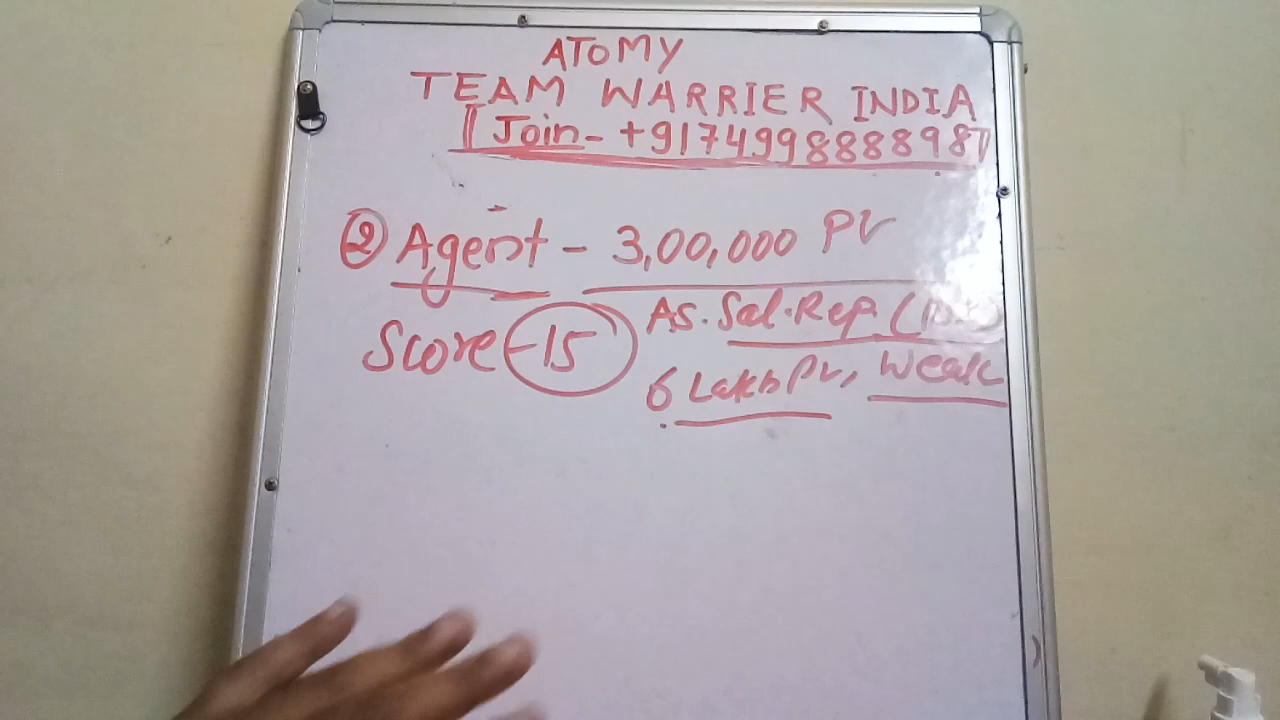 ATOMY
TEAM WARRIER INDIA
Join - +917499888898
② Agent - 3,00,000 PV
As. Sal. Rep.
Score - 15
6 Lakh PV, Weak